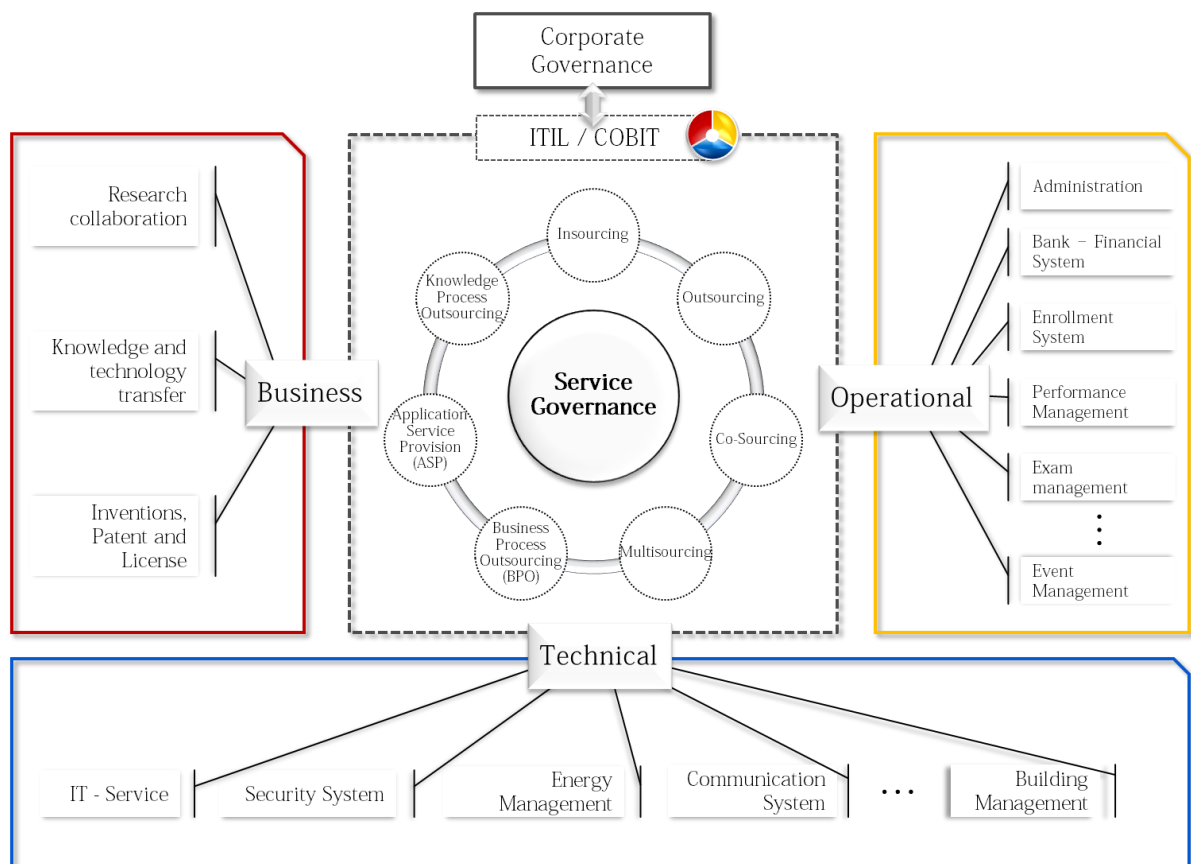 Corporate
Governance
ITIL / COBIT
Research
collaboration
Knowledge and
technology
transfer
Inventions,
Patent and
License
Business
Insourcing
Outsourcing
Co-Sourcing
Multisourcing
Business
Process
Outsourcing
(BPO)
Application
Service
Provision
(ASP)
Knowledge
Process
Outsourcing
Service
Governance
Operational
Administration
Bank – Financial
System
Enrollment
System
Performance
Management
Exam
management
⋮
Event
Management
Technical
IT - Service
Security System
Energy
Management
Communication
System
...
Building
Management